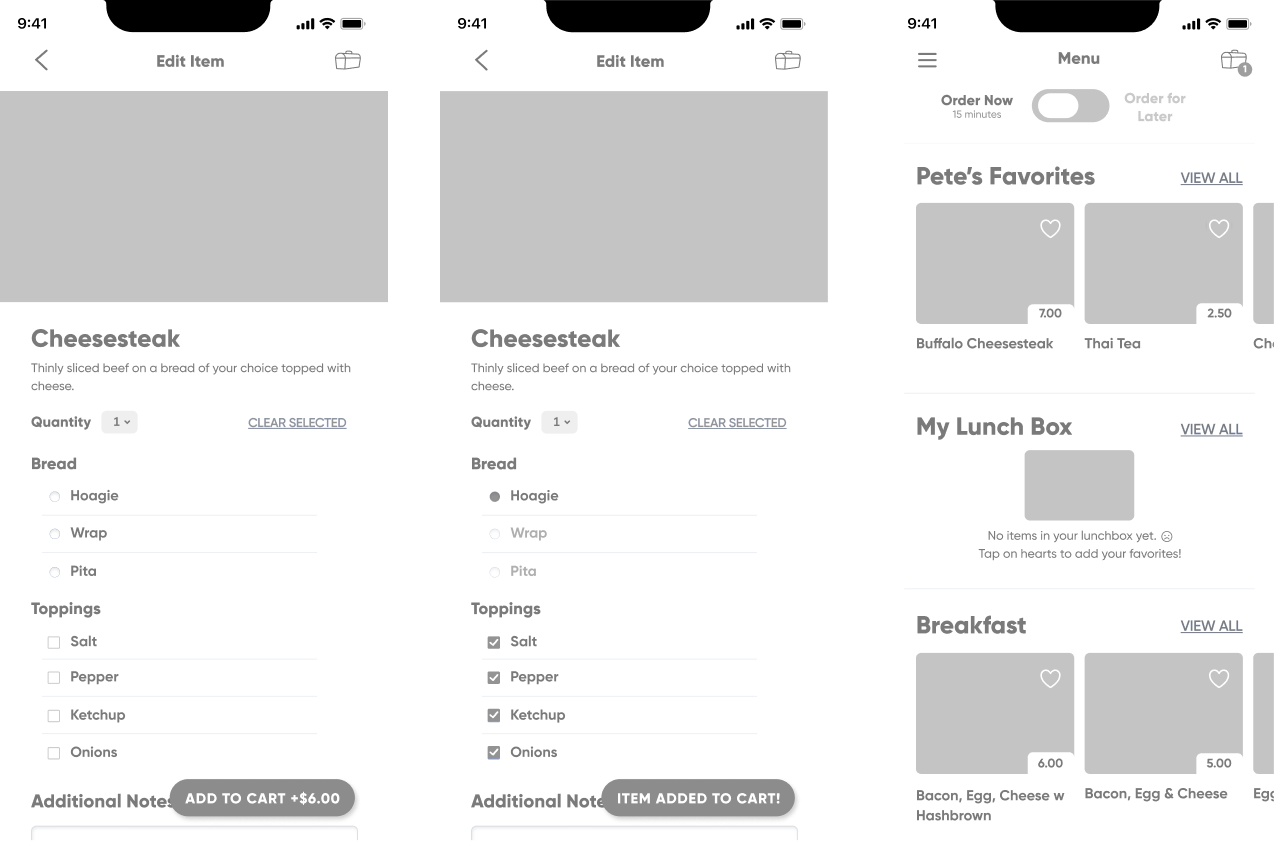 9:41
Edit Item
Cheesesteak
Thinly sliced beef on a bread of your choice topped with
cheese.
Quantity 1 CLEAR SELECTED
Bread
Hoagie
Wrap
Pita
Toppings
Salt
Pepper
Ketchup
Onions
Additional Notes
ADD TO CART +$6.00
9:41
Edit Item
Cheesesteak
Thinly sliced beef on a bread of your choice topped with
cheese.
Quantity 1 CLEAR SELECTED
Bread
Hoagie
Wrap
Pita
Toppings
Salt
Pepper
Ketchup
Onions
Additional Note
ITEM ADDED TO CART!
9:41
Menu
1
Order Now
15 minutes
Order for
Later
Pete's Favorites VIEW ALL
7.00 2.50
Buffalo Cheesesteak Thai Tea Che
My Lunch Box VIEW ALL
No items in your lunchbox yet. ☹
Tap on hearts to add your favorites!
Breakfast VIEW ALL
6.00 5.00
Bacon, Egg, Cheese w Bacon, Egg & Cheese Egg
Hashbrown